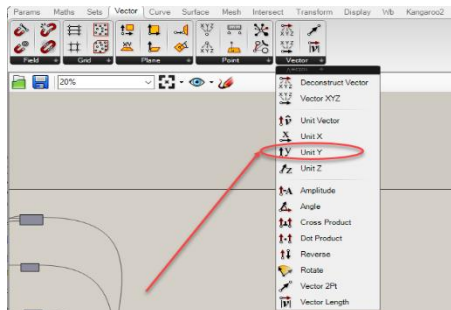 Params Maths Sets Vector Curve Surface Mesh Intersect Transform Display Wb Kangaroo2
Field + Grid + Plane + Point + Vector +
20%
Deconstruct Vector
Vector XYZ
Unit Vector
Unit X
Unit Y
Unit Z
Amplitude
Angle
Cross Product
Dot Product
Reverse
Rotate
Vector 2Pt
Vector Length